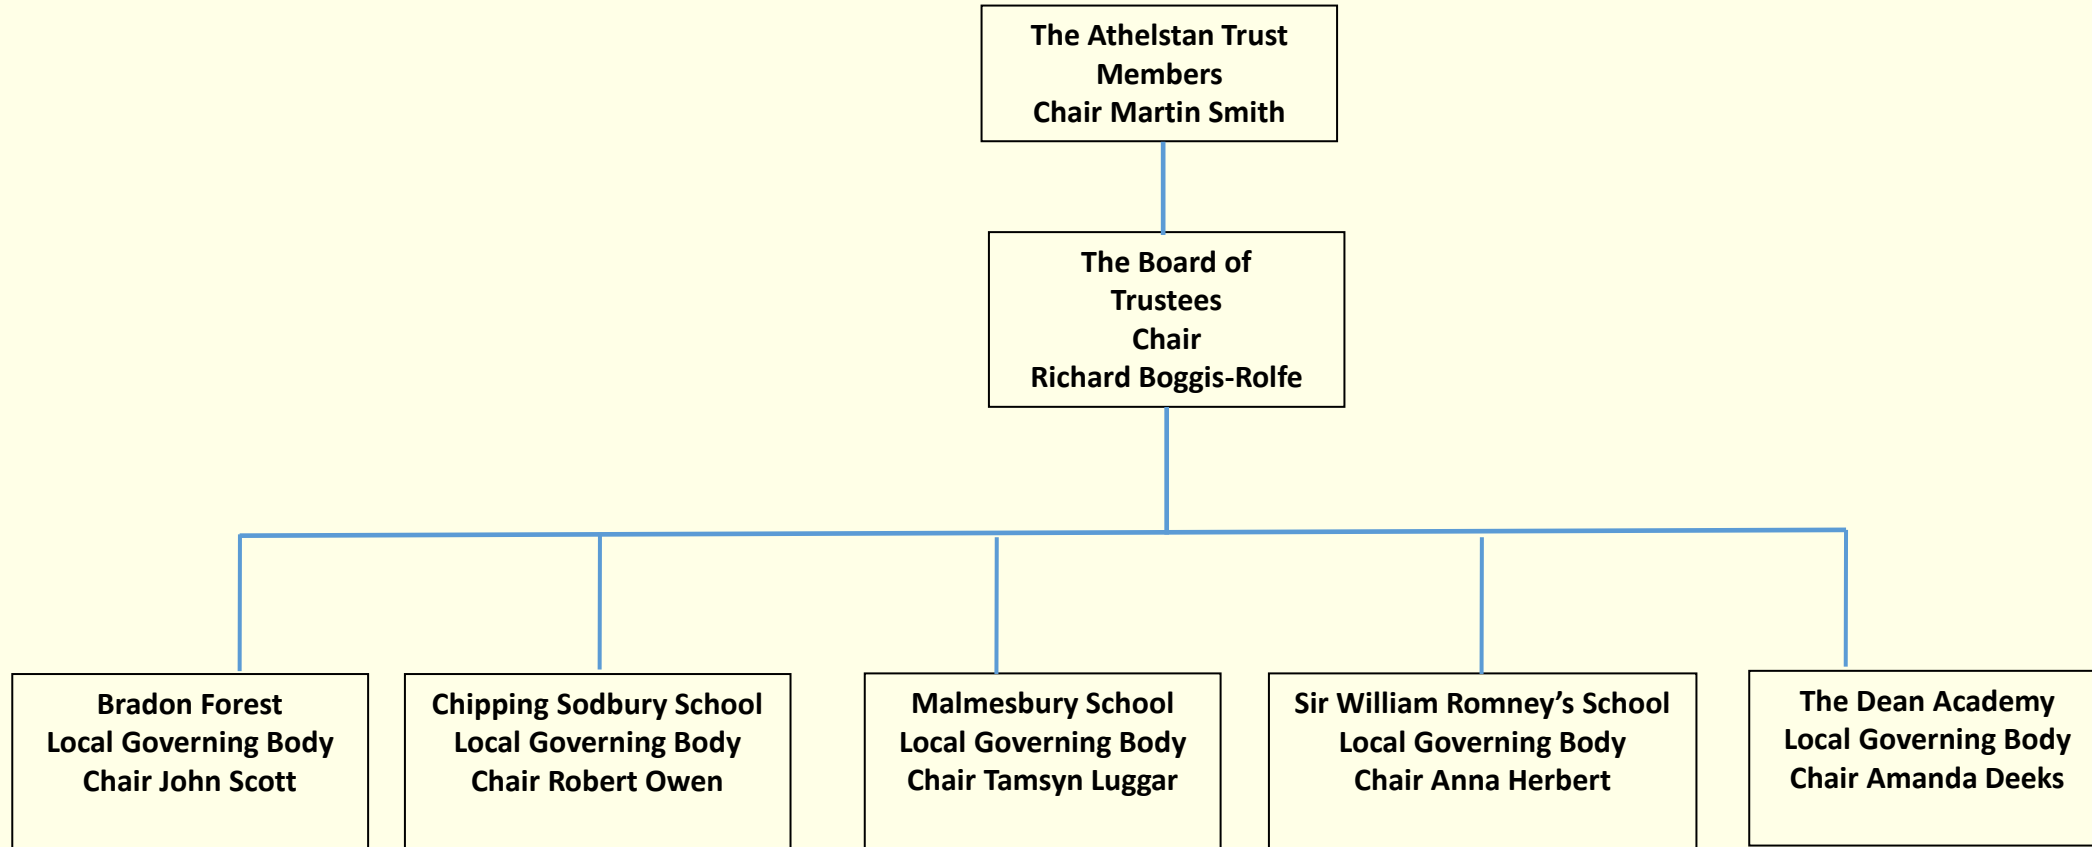 The Athelstan Trust
Members
Chair Martin Smith
The Board of
Trustees
Chair
Richard Boggis-Rolfe
Bradon Forest
Local Governing Body
Chair John Scott
Chipping Sodbury School
Local Governing Body
Chair Robert Owen
Malmesbury School
Local Governing Body
Chair Tamsyn Luggar
Sir William Romney’s School
Local Governing Body
Chair Anna Herbert
The Dean Academy
Local Governing Body
Chair Amanda Deeks